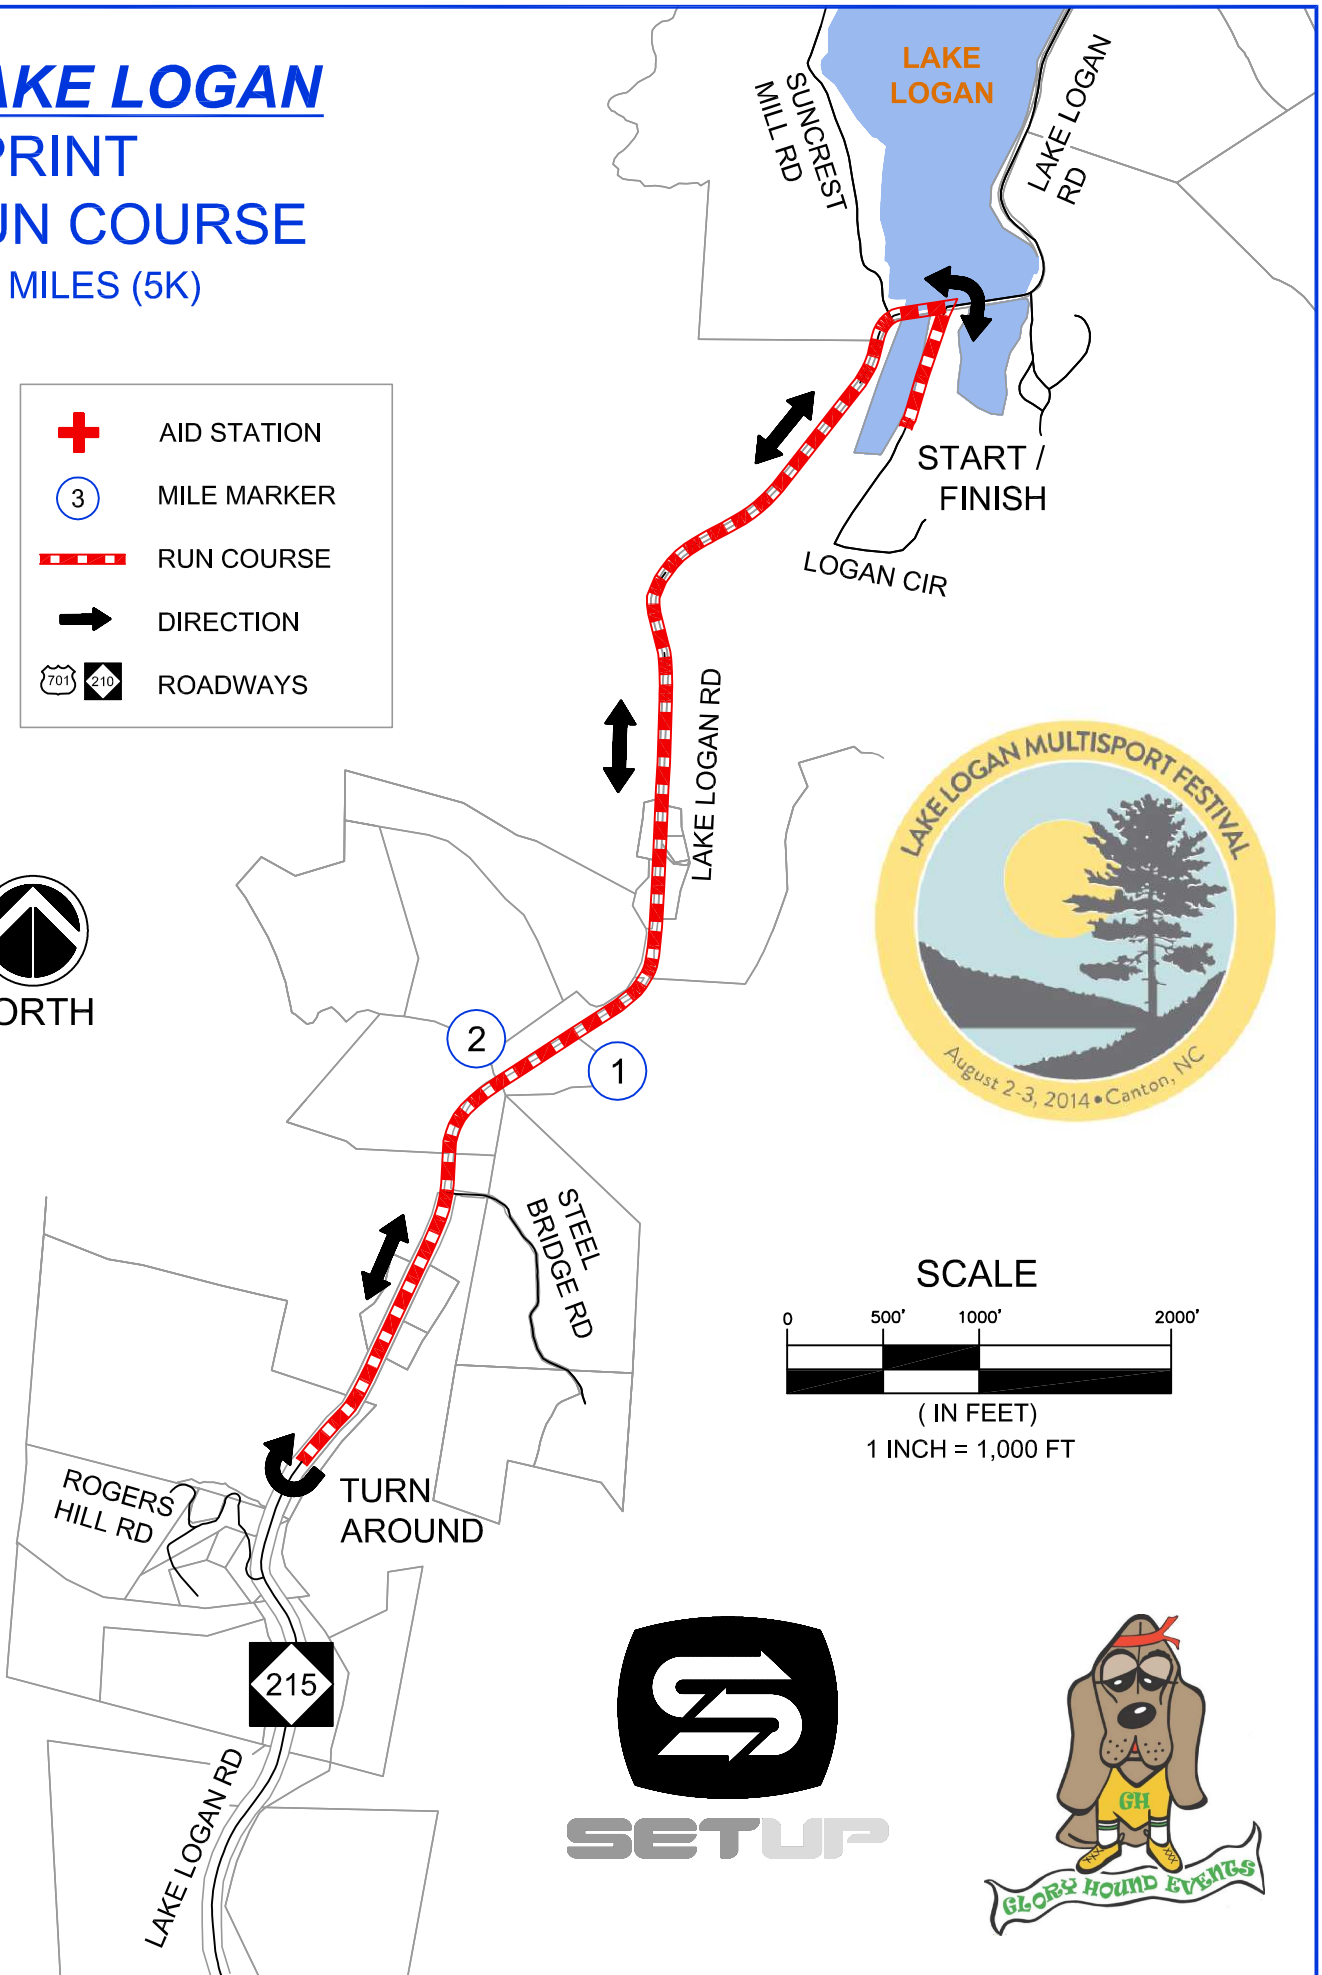 AKE LOGAN
PRINT
UN COURSE
MILES (5K)
AID STATION
3
MILE MARKER
RUN COURSE
DIRECTION
701
210
ROADWAYS
ORTH
LAKE
LOGAN
SUNCREST
MILL RD
LAKE LOGAN
RD
START /
FINISH
LOGAN CIR
LAKE LOGAN RD
LAKE LOGAN MULTISPORT FESTIVAL
August 2-3, 2014 • Canton, NC
2
1
STEEL
BRIDGE RD
SCALE
0 500' 1000' 2000'
( IN FEET)
1 INCH = 1,000 FT
TURN
AROUND
ROGERS
HILL RD
215
LAKE LOGAN RD
SETUP
GH
GLORY HOUND EVENTS